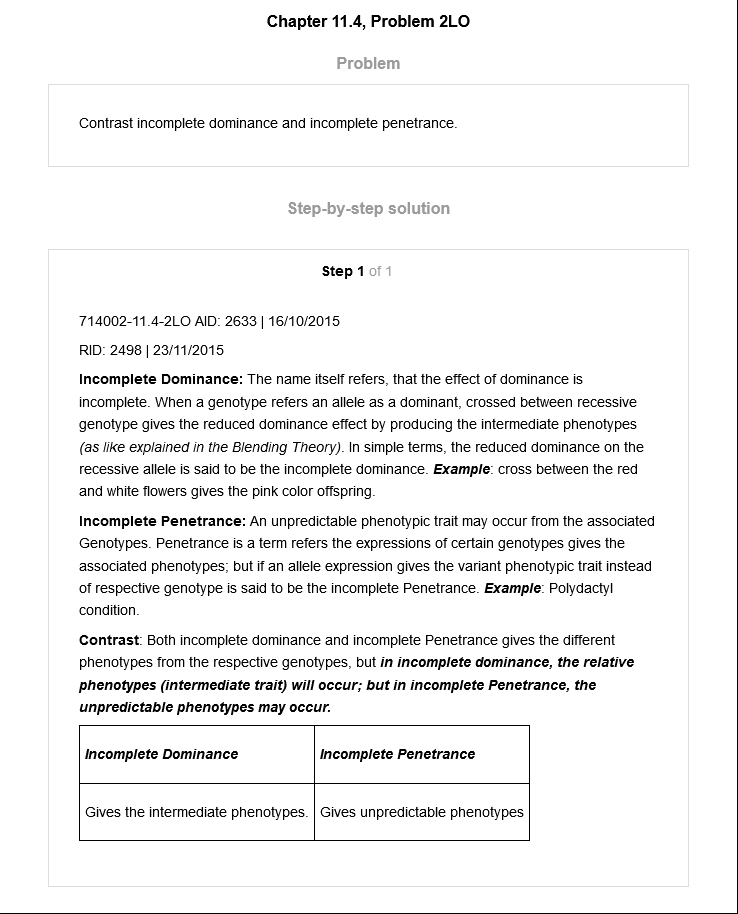 Chapter 11.4, Problem 2LO
Problem
Contrast incomplete dominance and incomplete penetrance.
Step-by-step solution
Step 1 of 1
714002-11.4-2LO AID: 2633 | 16/10/2015
RID: 2498 | 23/11/2015
Incomplete Dominance: The name itself refers, that the effect of dominance is
incomplete. When a genotype refers an allele as a dominant, crossed between recessive
genotype gives the reduced dominance effect by producing the intermediate phenotypes
(as like explained in the Blending Theory). In simple terms, the reduced dominance on the
recessive allele is said to be the incomplete dominance. Example: cross between the red
and white flowers gives the pink color offspring.
Incomplete Penetrance: An unpredictable phenotypic trait may occur from the associated
Genotypes. Penetrance is a term refers the expressions of certain genotypes gives the
associated phenotypes; but if an allele expression gives the variant phenotypic trait instead
of respective genotype is said to be the incomplete Penetrance. Example: Polydactyl
condition.
Contrast: Both incomplete dominance and incomplete Penetrance gives the different
phenotypes from the respective genotypes, but in incomplete dominance, the relative
phenotypes (intermediate trait) will occur; but in incomplete Penetrance, the
unpredictable phenotypes may occur.
Incomplete Dominance Incomplete Penetrance
Gives the intermediate phenotypes. Gives unpredictable phenotypes